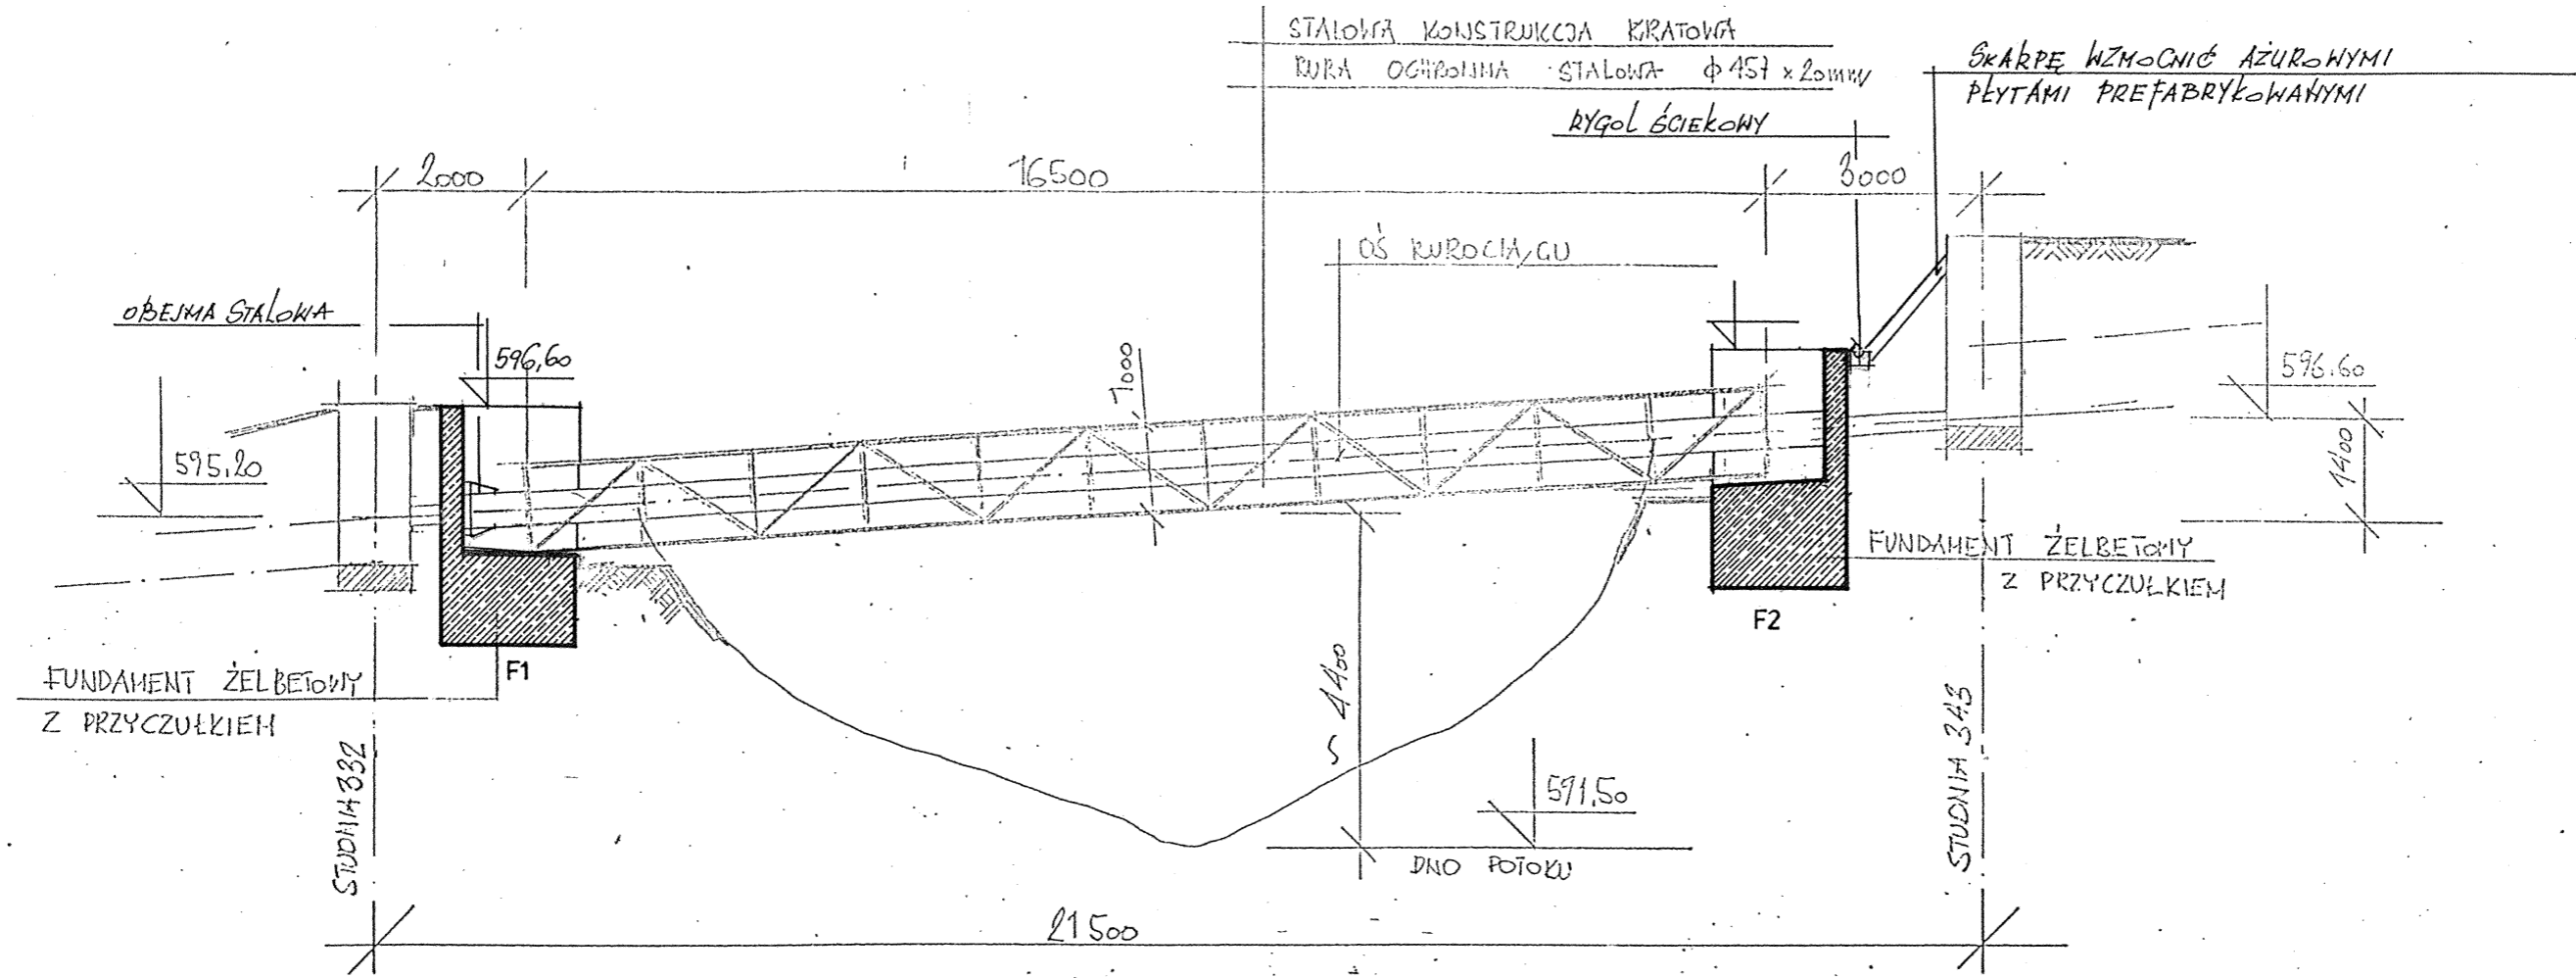 STALOWA KONSTRUKCJA KRATOWA
RURA OCHRONNA STALOWA ϕ 457 x 20mm
SKARPĘ WZMOCNIĆ AŻUROWYMI
PŁYTAMI PREFABRYKOWANYMI
RYGOL ŚCIEKOWY
2000
16500
3000
OŚ RUROCIĄGU
OBEJMA STALOWA
596,60
1000
596.60
595.20
1400
FUNDAMENT ŻELBETOWY
Z PRZYCZUŁKIEM
F2
F1
FUNDAMENT ŻELBETOWY
Z PRZYCZUŁKIEM
~ 4400
STUDNIA 332
STUDNIA 343
591.50
DNO POTOKU
21500